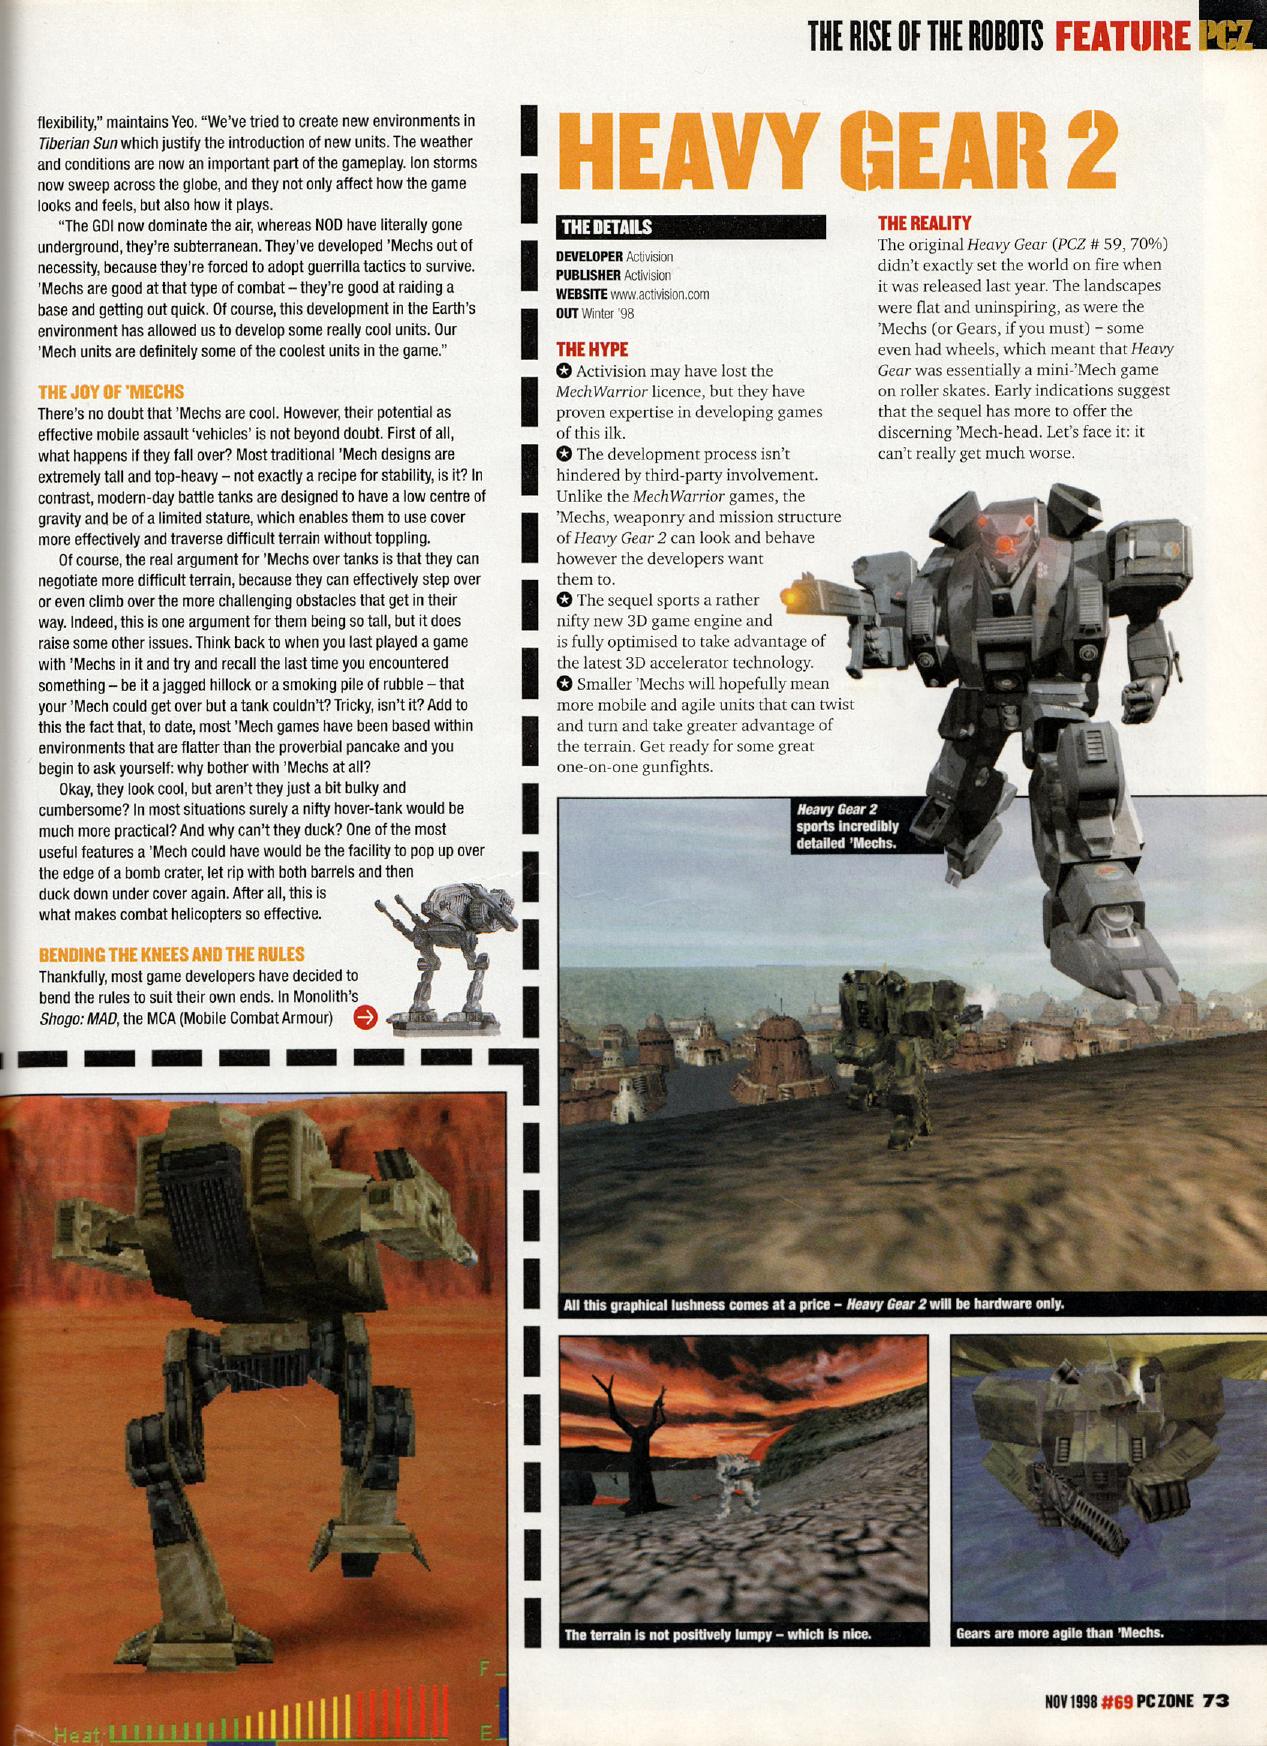 THE RISE OF THE ROBOTS FEATURE PCZ
flexibility,” maintains Yeo. “We’ve tried to create new environments in
Tiberian Sun which justify the introduction of new units. The weather
and conditions are now an important part of the gameplay. Ion storms
now sweep across the globe, and they not only affect how the game
looks and feels, but also how it plays.
“The GDI now dominate the air, whereas NOD have literally gone
underground, they’re subterranean. They’ve developed ’Mechs out of
necessity, because they’re forced to adopt guerrilla tactics to survive.
’Mechs are good at that type of combat – they’re good at raiding a
base and getting out quick. Of course, this development in the Earth’s
environment has allowed us to develop some really cool units. Our
’Mech units are definitely some of the coolest units in the game.”
THE JOY OF ’MECHS
There’s no doubt that ’Mechs are cool. However, their potential as
effective mobile assault ‘vehicles’ is not beyond doubt. First of all,
what happens if they fall over? Most traditional ’Mech designs are
extremely tall and top-heavy – not exactly a recipe for stability, is it? In
contrast, modern-day battle tanks are designed to have a low centre of
gravity and be of a limited stature, which enables them to use cover
more effectively and traverse difficult terrain without toppling.
Of course, the real argument for ’Mechs over tanks is that they can
negotiate more difficult terrain, because they can effectively step over
or even climb over the more challenging obstacles that get in their
way. Indeed, this is one argument for them being so tall, but it does
raise some other issues. Think back to when you last played a game
with ’Mechs in it and try and recall the last time you encountered
something – be it a jagged hillock or a smoking pile of rubble – that
your ’Mech could get over but a tank couldn’t? Tricky, isn’t it? Add to
this the fact that, to date, most ’Mech games have been based within
environments that are flatter than the proverbial pancake and you
begin to ask yourself: why bother with ’Mechs at all?
Okay, they look cool, but aren’t they just a bit bulky and
cumbersome? In most situations surely a nifty hover-tank would be
much more practical? And why can’t they duck? One of the most
useful features a ’Mech could have would be the facility to pop up over
the edge of a bomb crater, let rip with both barrels and then
duck down under cover again. After all, this is
what makes combat helicopters so effective.
BENDING THE KNEES AND THE RULES
Thankfully, most game developers have decided to
bend the rules to suit their own ends. In Monolith’s
Shogo: MAD, the MCA (Mobile Combat Armour)
Heat
F
E
HEAVY GEAR 2
THE DETAILS
DEVELOPER Activision
PUBLISHER Activision
WEBSITE www.activision.com
OUT Winter ’98
THE HYPE
Activision may have lost the
MechWarrior licence, but they have
proven expertise in developing games
of this ilk.
The development process isn’t
hindered by third-party involvement.
Unlike the MechWarrior games, the
’Mechs, weaponry and mission structure
of Heavy Gear 2 can look and behave
however the developers want
them to.
The sequel sports a rather
nifty new 3D game engine and
is fully optimised to take advantage of
the latest 3D accelerator technology.
Smaller ’Mechs will hopefully mean
more mobile and agile units that can twist
and turn and take greater advantage of
the terrain. Get ready for some great
one-on-one gunfights.
THE REALITY
The original Heavy Gear (PCZ # 59, 70%)
didn’t exactly set the world on fire when
it was released last year. The landscapes
were flat and uninspiring, as were the
’Mechs (or Gears, if you must) – some
even had wheels, which meant that Heavy
Gear was essentially a mini-’Mech game
on roller skates. Early indications suggest
that the sequel has more to offer the
discerning ’Mech-head. Let’s face it: it
can’t really get much worse.
Heavy Gear 2
sports incredibly
detailed ’Mechs.
All this graphical lushness comes at a price – Heavy Gear 2 will be hardware only.
The terrain is not positively lumpy – which is nice.
Gears are more agile than ’Mechs.
NOV 1998 #69 PC ZONE 73